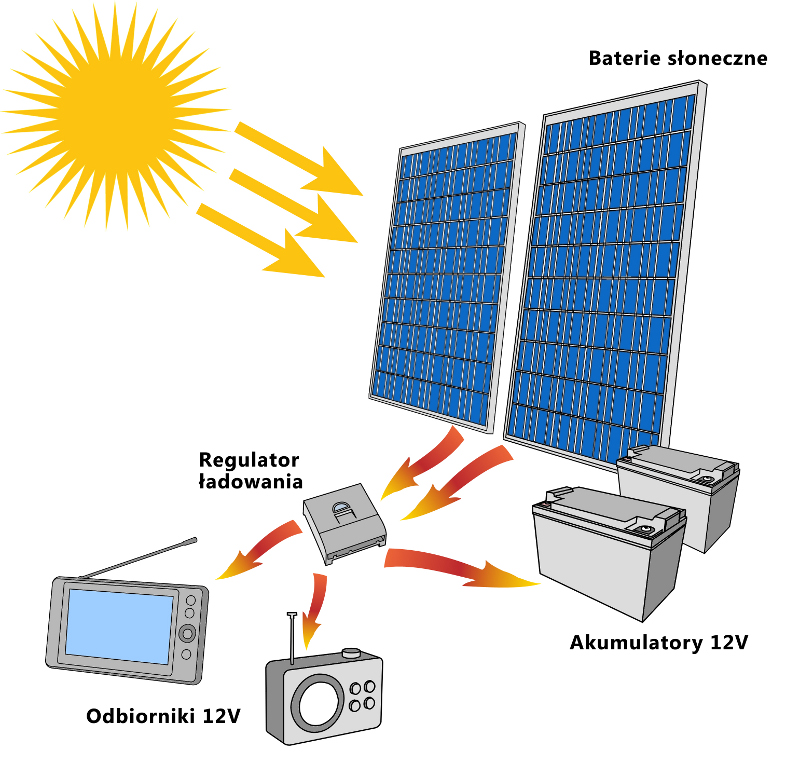 Baterie słoneczne
Regulator
ładowania
Akumulatory 12V
Odbiorniki 12V